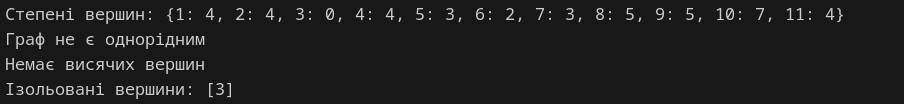 Степені вершин: {1: 4, 2: 4, 3: 0, 4: 4, 5: 3, 6: 2, 7: 3, 8: 5, 9: 5, 10: 7, 11: 4}
Граф не є однорідним
Немає висячих вершин
Ізольовані вершини: [3]